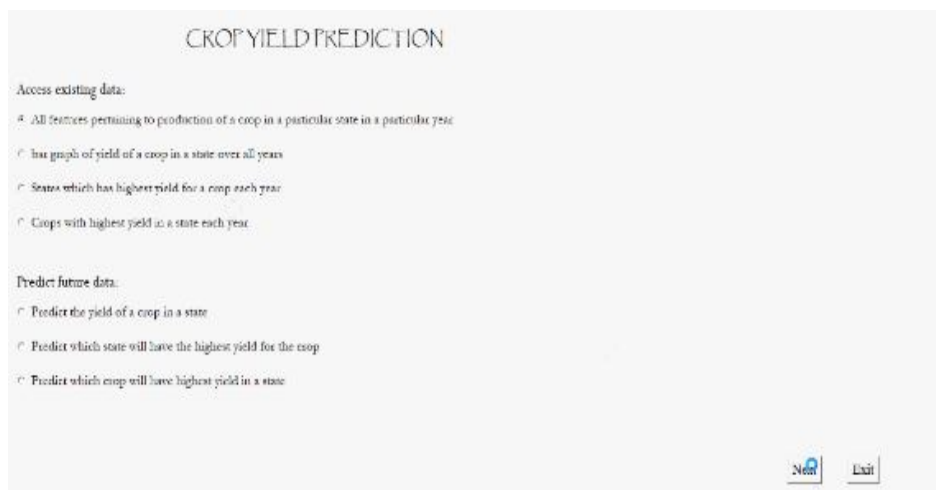 CROP YIELD PREDICTION
Access existing data:
All features pertaining to production of a crop in a particular state in a particular year
bar graph of yield of a crop in a state over all years
States which has highest yield for a crop each year
Crops with highest yield in a state each year
Predict future data:
Predict the yield of a crop in a state
Predict which state will have the highest yield for the crop
Predict which crop will have highest yield in a state
Next Exit